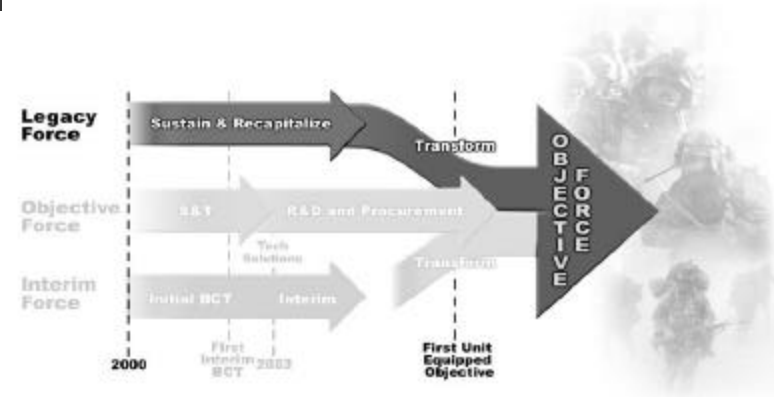 Legacy
Force
Sustain & Recapitalize
Transform
OBJECTIVE
FORCE
Objective
Force
S&T
R&D and Procurement
Tech
Solutions
Transform
Interim
Force
Initial BCT
Interim
2000
First
Interim
BCT
2003
First Unit
Equipped
Objective